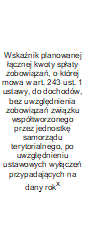 Wskaźnik planowanej
łącznej kwoty spłaty
zobowiązań, o której
mowa w art. 243 ust. 1
ustawy, do dochodów,
bez uwzględnienia
zobowiązań związku
współtworzonego
przez jednostkę
samorządu
terytorialnego, po
uwzględnieniu
ustawowych wyłączeń
przypadających na
dany rokˣ